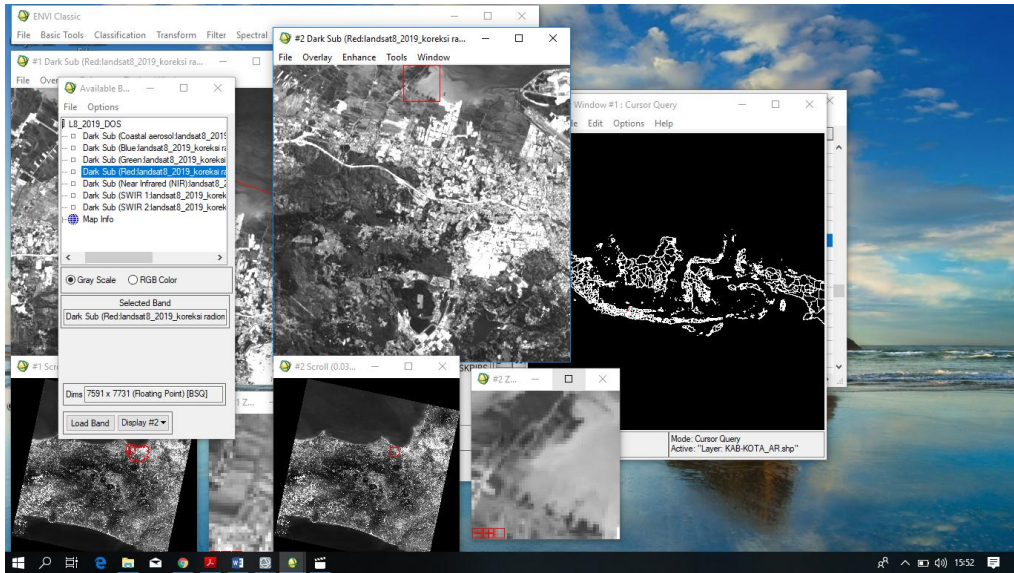 ENVI Classic
File Basic Tools Classification Transform Filter Spectral
#1 Dark Sub (Red:landsat8_2019_koreksi ra...
File Over
Available B...
File Options
L8_2019_DOS
Dark Sub (Coastal aerosol:landsat8_2019
Dark Sub (Blue:landsat8_2019_koreksi ra
Dark Sub (Green:landsat8_2019_koreksi
Dark Sub (Red:landsat8_2019_koreksi ra
Dark Sub (Near Infrared (NIR):landsat8_2
Dark Sub (SWIR 1:landsat8_2019_korek
Dark Sub (SWIR 2:landsat8_2019_korek
Map Info
Gray Scale RGB Color
Selected Band
Dark Sub (Red:landsat8_2019_koreksi radion
Dims 7591 x 7731 (Floating Point) [BSQ]
Load Band Display #2
#2 Dark Sub (Red:landsat8_2019_koreksi ra...
File Overlay Enhance Tools Window
Window #1 : Cursor Query
Edit Options Help
Mode: Cursor Query
Active: "Layer: KAB-KOTA_AR.shp"
#1 Scr
1 Z...
#2 Scroll (0.03...
#2 Z...
15:52